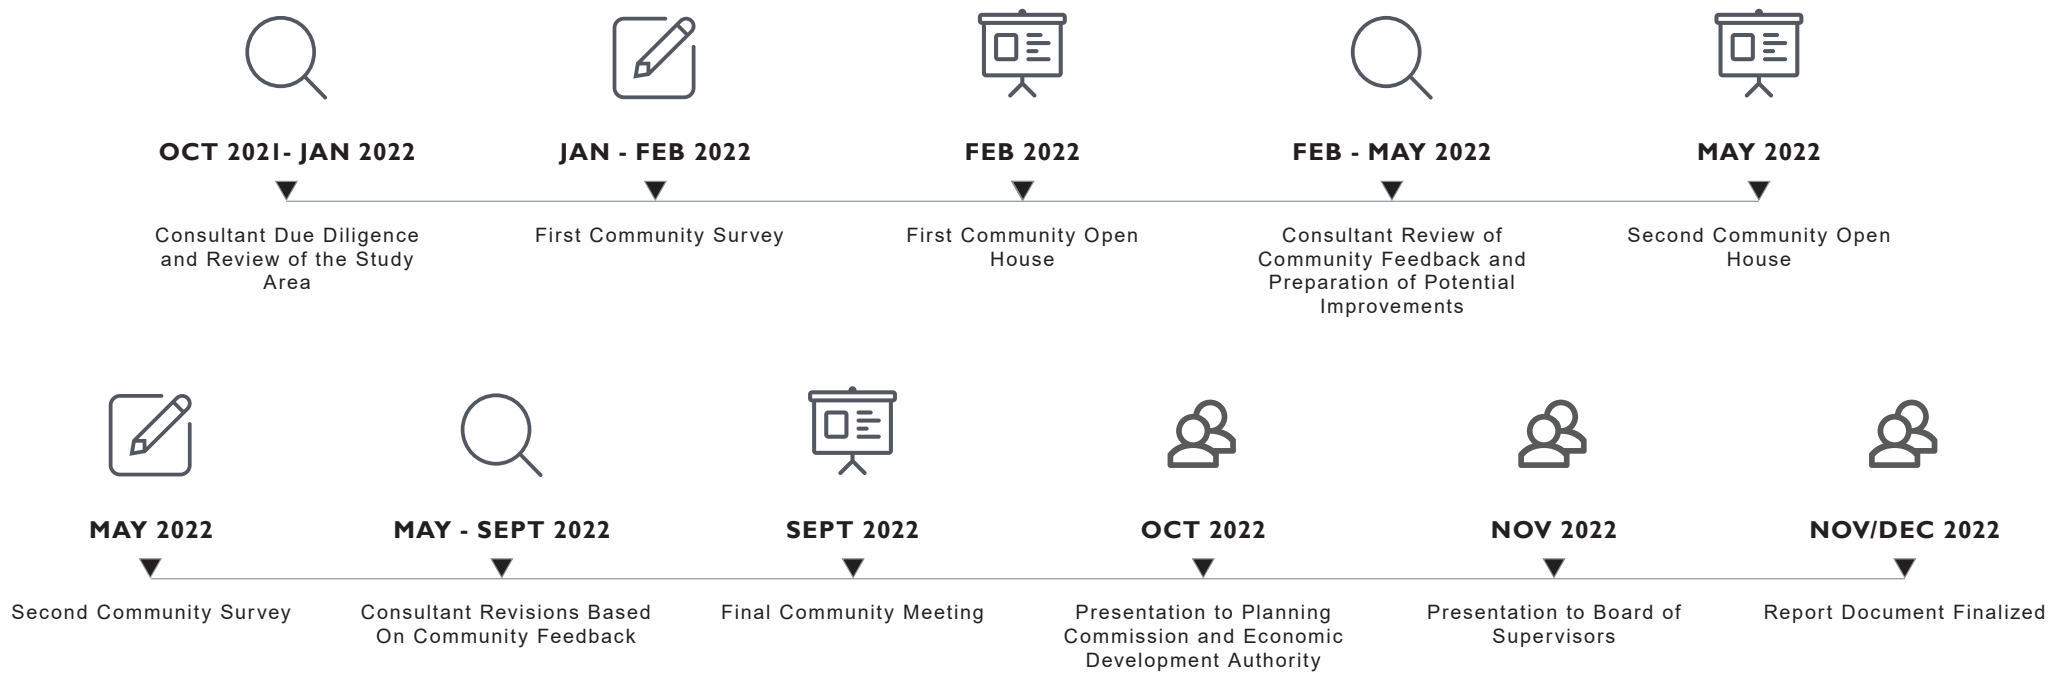 OCT 2021- JAN 2022
Consultant Due Diligence
and Review of the Study
Area
JAN - FEB 2022
First Community Survey
FEB 2022
First Community Open
House
FEB - MAY 2022
Consultant Review of
Community Feedback and
Preparation of Potential
Improvements
MAY 2022
Second Community Open
House
MAY 2022
Second Community Survey
MAY - SEPT 2022
Consultant Revisions Based
On Community Feedback
SEPT 2022
Final Community Meeting
OCT 2022
Presentation to Planning
Commission and Economic
Development Authority
NOV 2022
Presentation to Board of
Supervisors
NOV/DEC 2022
Report Document Finalized